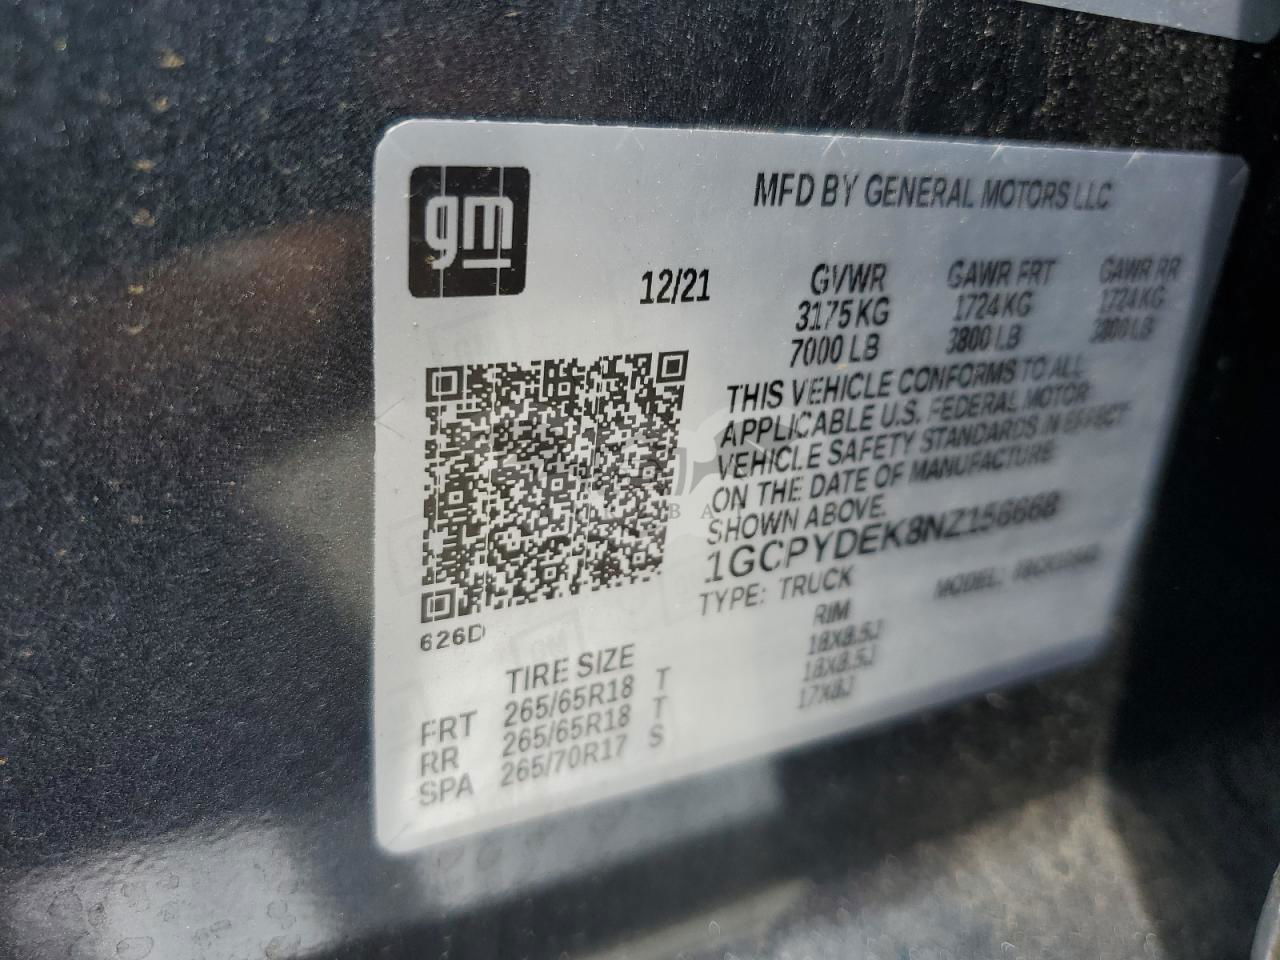 gm
MFD BY GENERAL MOTORS LLC
12/21
GVWR GAWR FRT GAWR RR
3175 KG 1724 KG 1724 KG
7000 LB 3800 LB 3800 LB
THIS VEHICLE CONFORMS TO ALL
APPLICABLE U.S. FEDERAL MOTOR
VEHICLE SAFETY STANDARDS IN EFFECT
ON THE DATE OF MANUFACTURE
SHOWN ABOVE.
1GCPYDEK8NZ156668
TYPE: TRUCK MODEL:
626D
TIRE SIZE RIM
FRT 265/65R18 T 18X8.5J
RR 265/65R18 T 18X8.5J
SPA 265/70R17 S 17X8J